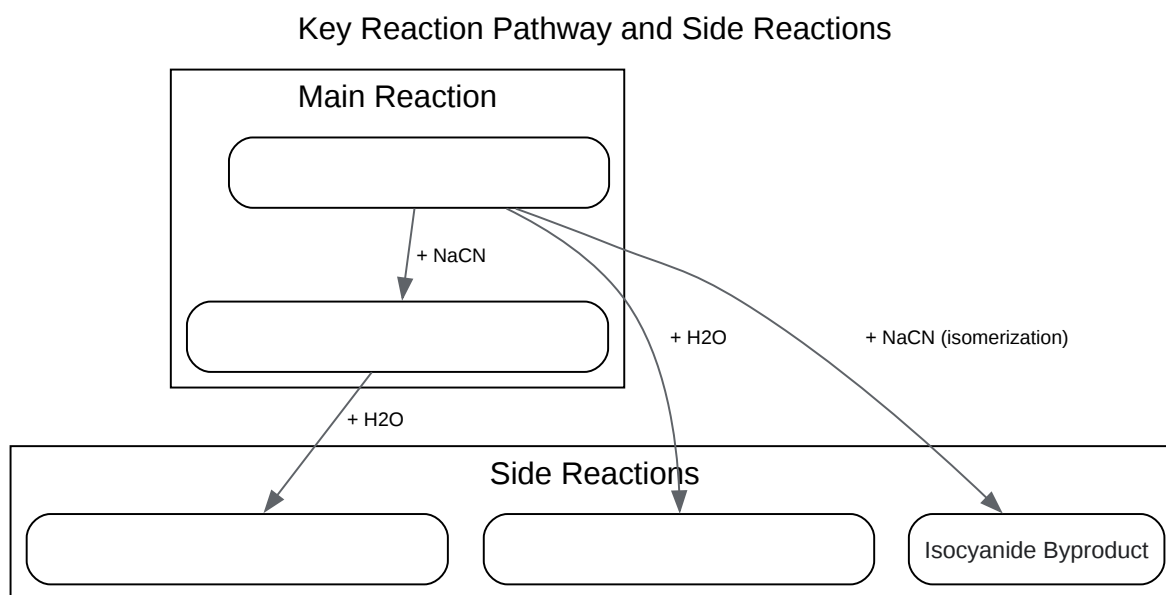 Key Reaction Pathway and Side Reactions
Main Reaction
+ NaCN
+ H2O
+ NaCN (isomerization)
+ H2O
Side Reactions
Isocyanide Byproduct